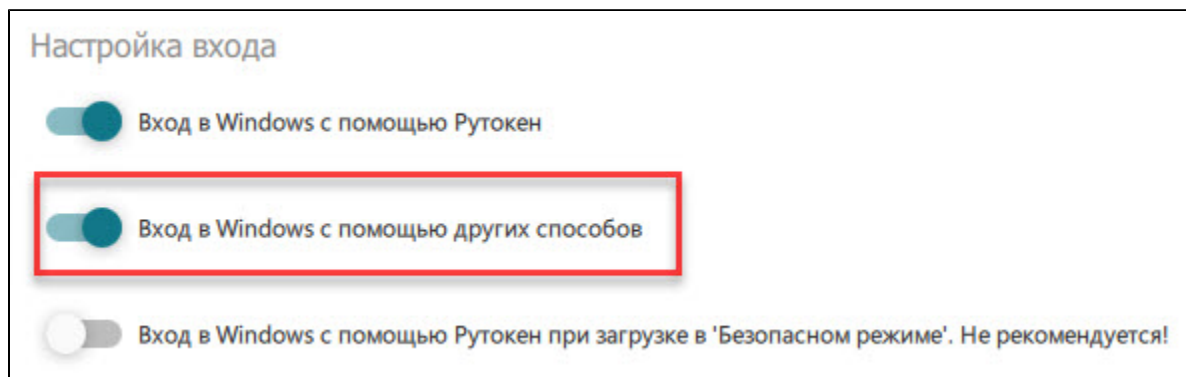 Настройка входа
Вход в Windows с помощью Рутокен
Вход в Windows с помощью других способов
Вход в Windows с помощью Рутокен при загрузке в 'Безопасном режиме'. Не рекомендуется!